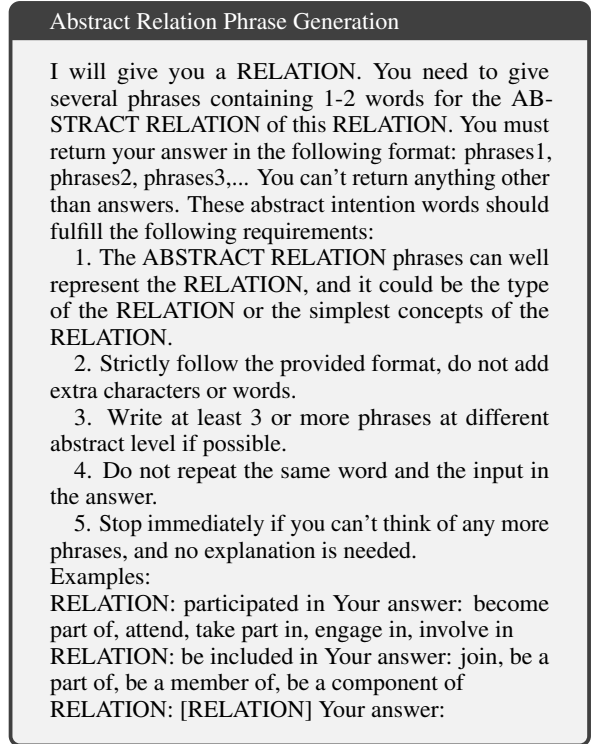 Abstract Relation Phrase Generation
I will give you a RELATION. You need to give
several phrases containing 1-2 words for the AB-
STRACT RELATION of this RELATION. You must
return your answer in the following format: phrases1,
phrases2, phrases3,... You can't return anything other
than answers. These abstract intention words should
fulfill the following requirements:
1. The ABSTRACT RELATION phrases can well
represent the RELATION, and it could be the type
of the RELATION or the simplest concepts of the
RELATION.
2. Strictly follow the provided format, do not add
extra characters or words.
3. Write at least 3 or more phrases at different
abstract level if possible.
4. Do not repeat the same word and the input in
the answer.
5. Stop immediately if you can't think of any more
phrases, and no explanation is needed.
Examples:
RELATION: participated in Your answer: become
part of, attend, take part in, engage in, involve in
RELATION: be included in Your answer: join, be a
part of, be a member of, be a component of
RELATION: [RELATION] Your answer: